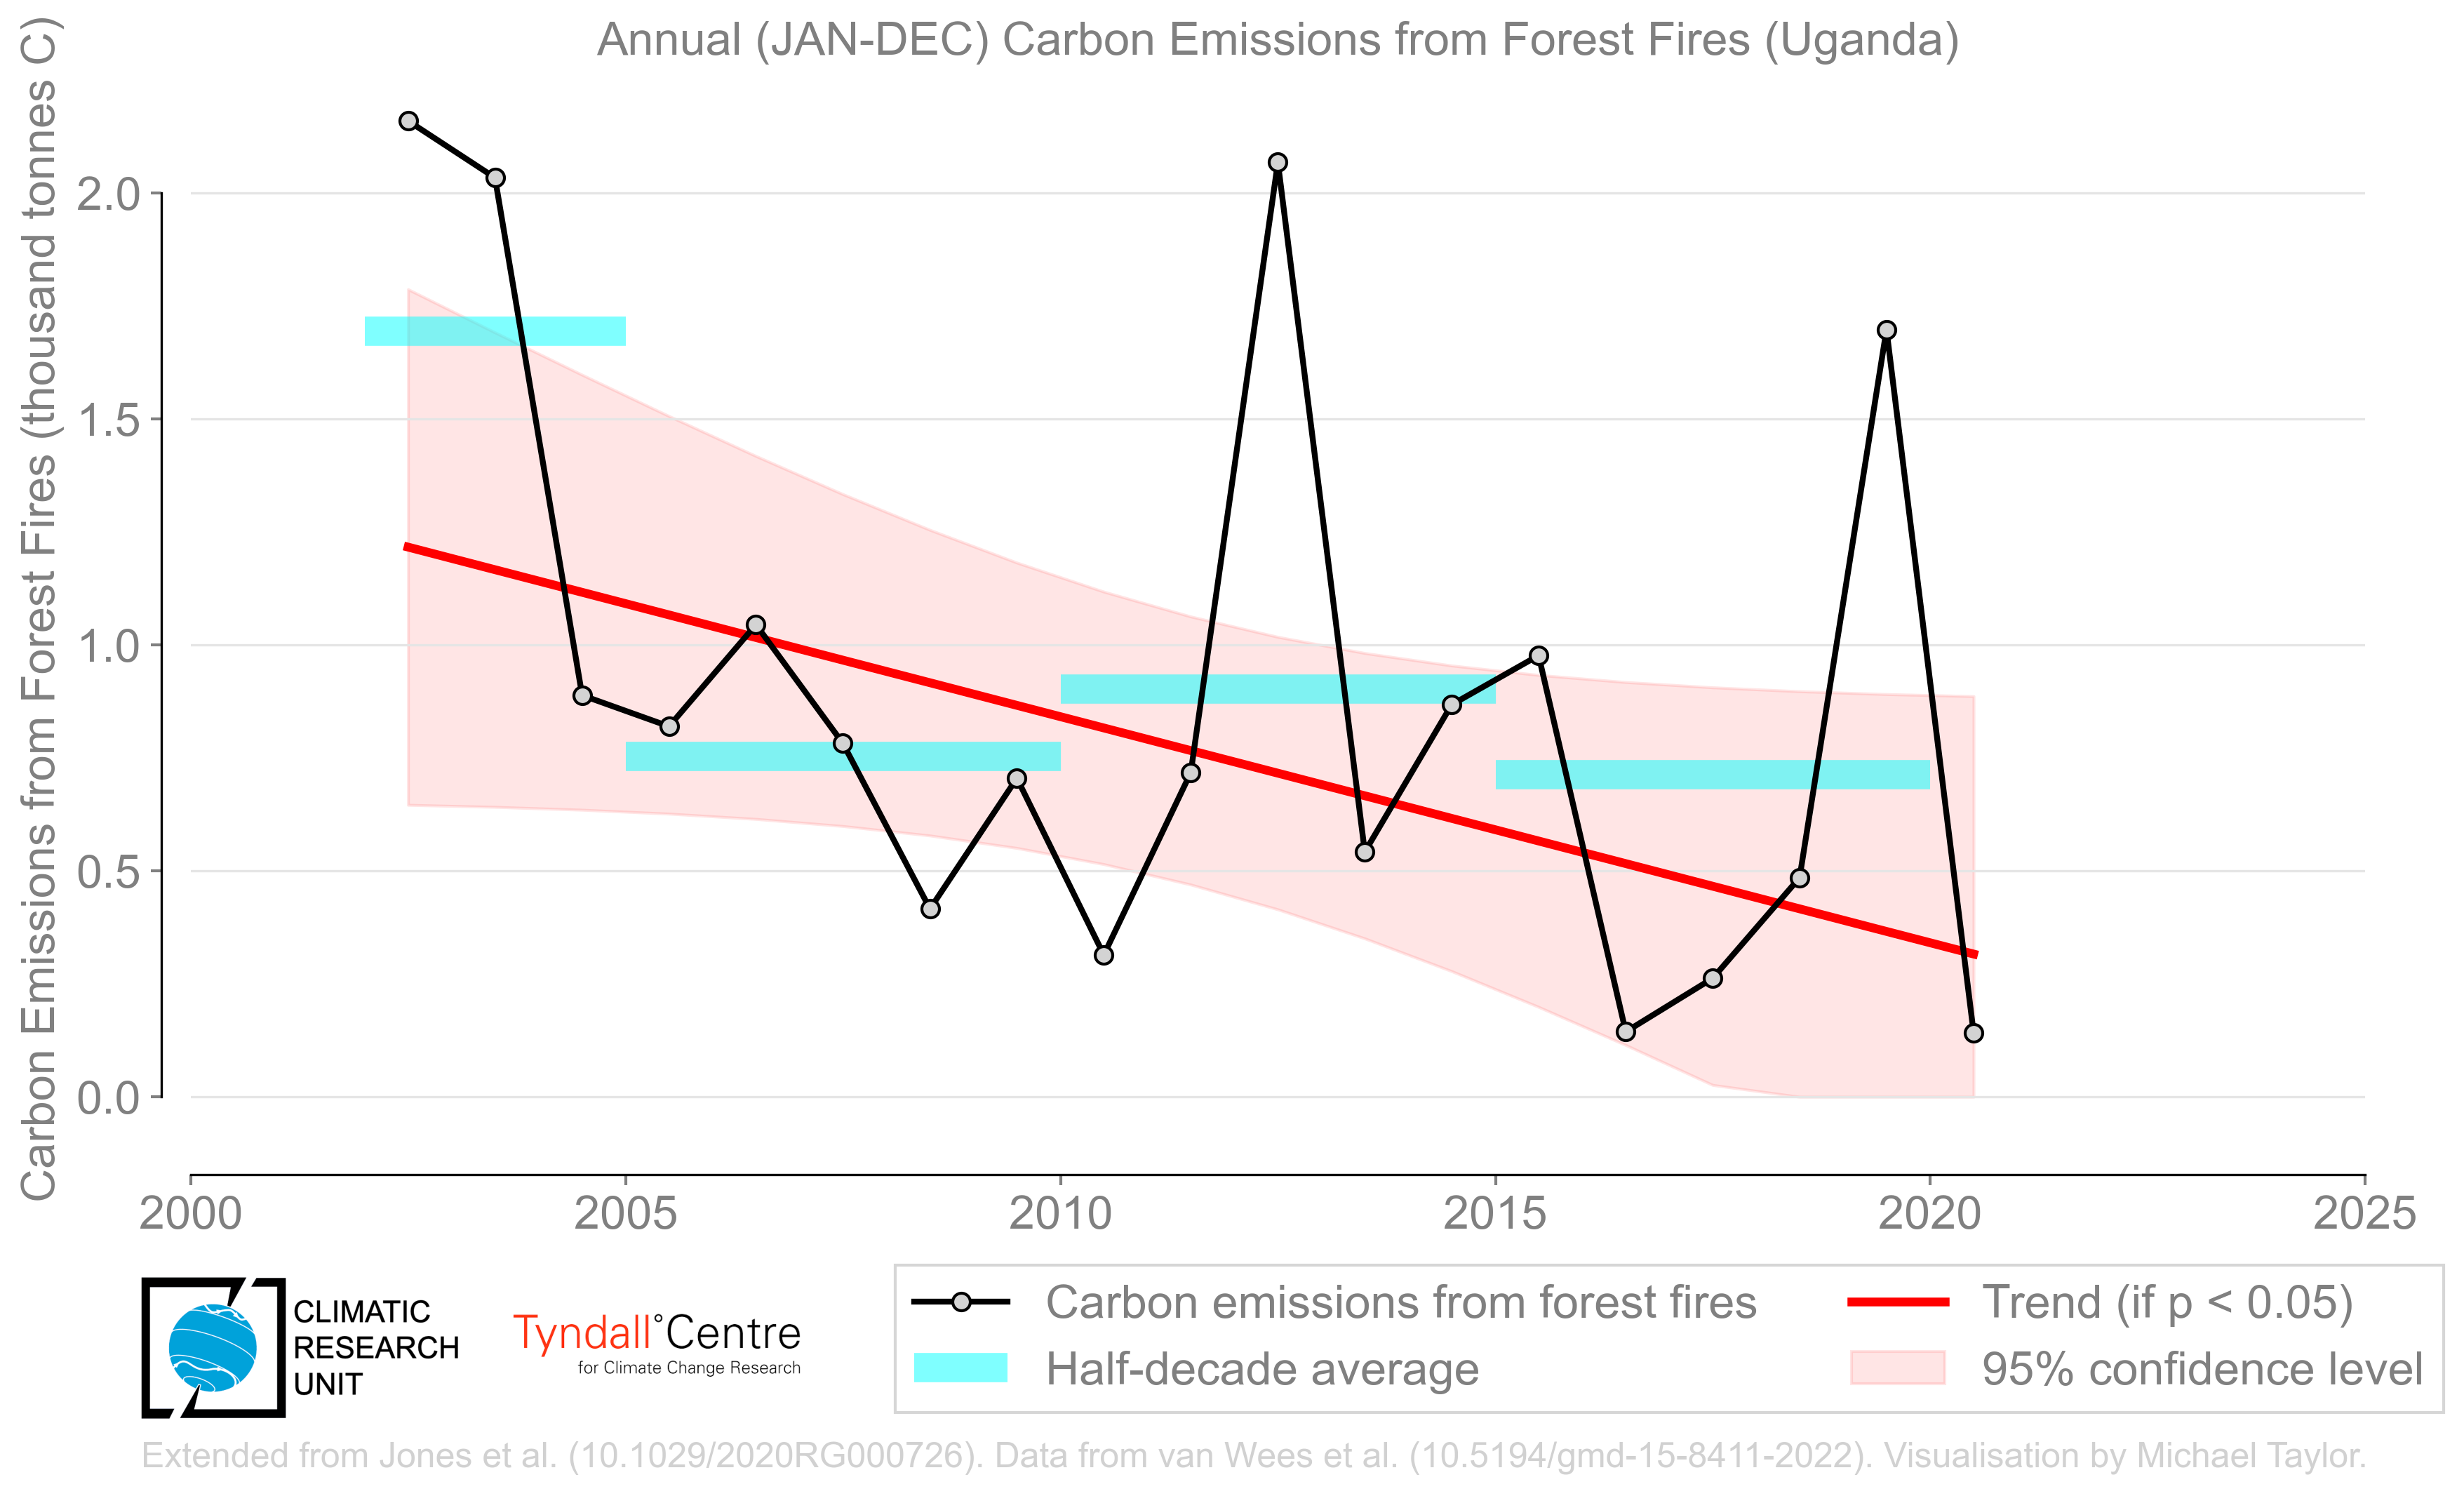 Annual (JAN-DEC) Carbon Emissions from Forest Fires (Uganda)
Carbon Emissions from Forest Fires (thousand tonnes C)
2.0
1.5
1.0
0.5
0.0
2000 2005 2010 2015 2020 2025
CLIMATIC
RESEARCH
UNIT
Tyndall°Centre
for Climate Change Research
Carbon emissions from forest fires
Half-decade average
Trend (if p < 0.05)
95% confidence level
Extended from Jones et al. (10.1029/2020RG000726). Data from van Wees et al. (10.5194/gmd-15-8411-2022). Visualisation by Michael Taylor.